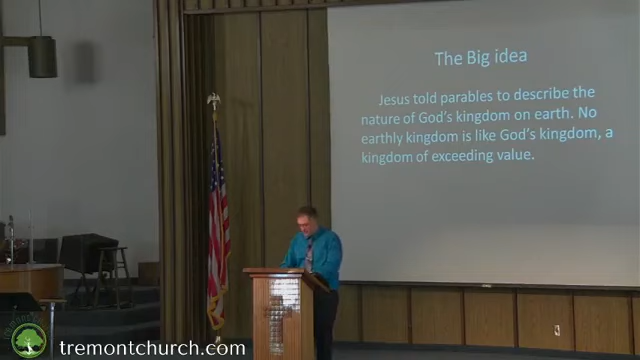 The Big idea
Jesus told parables to describe the
nature of God's kingdom on earth. No
earthly kingdom is like God's kingdom, a
kingdom of exceeding value.
tremontchurch.com